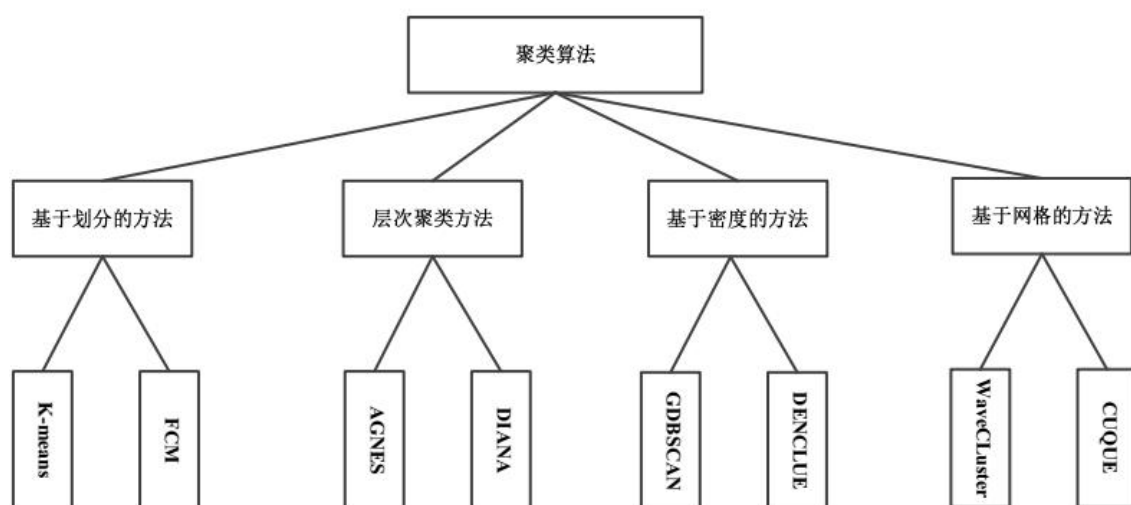 聚类算法
基于划分的方法
层次聚类方法
基于密度的方法
基于网格的方法
K-means
FCM
AGNES
DIANA
GDBSCAN
DENCLUE
WaveCLuster
CUQUE